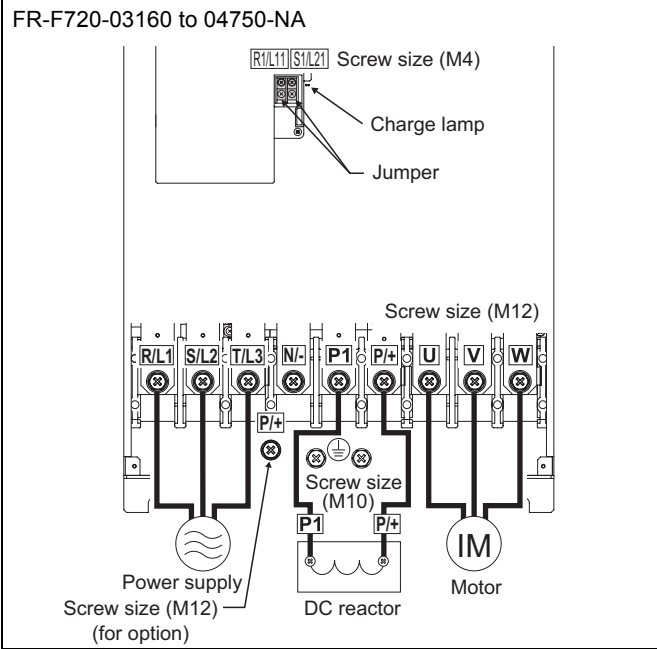 FR-F720-03160 to 04750-NA
R1/L11 S1/L21 Screw size (M4)
Charge lamp
Jumper
Screw size (M12)
R/L1 S/L2 T/L3 N/- P1 P/+ U V W
P/+
Screw size
(M10)
P1 P/+
IM
Power supply
Motor
Screw size (M12)
DC reactor
(for option)